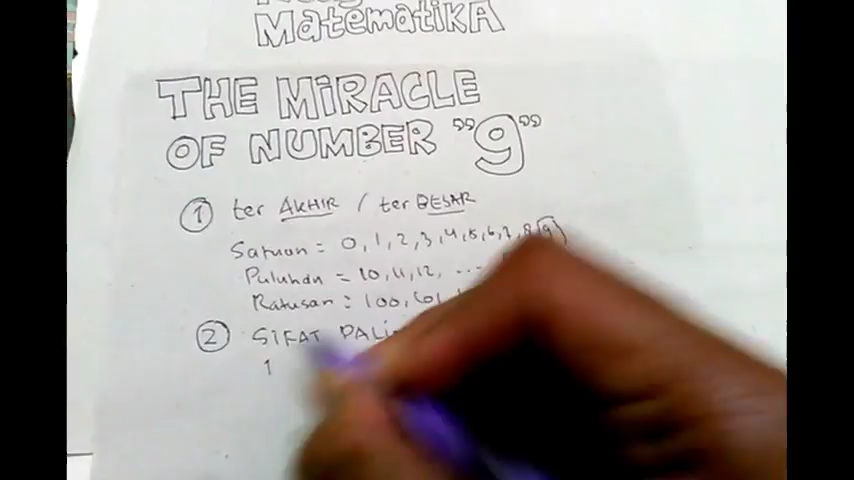 MatematikA
THE MiRACLE
OF NUMBER "9"
1 ter AKHIR / ter BESAR
Satuan = 0, 1, 2, 3, 4, 5, 6, 7, 8, 9
Puluhan = 10, 11, 12, ...
Ratusan = 100, 101,
2 SiFAT
1